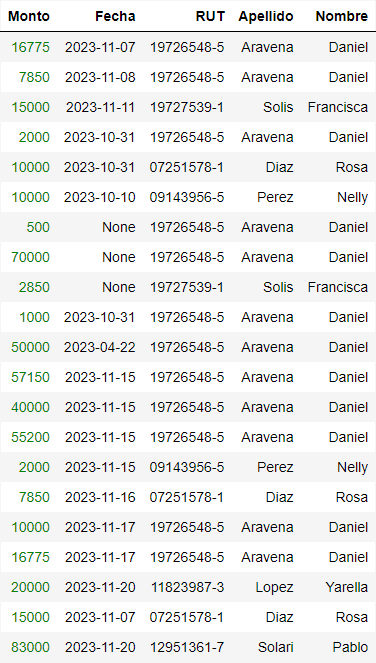 Monto Fecha RUT Apellido Nombre
16775 2023-11-07 19726548-5 Aravena Daniel
7850 2023-11-08 19726548-5 Aravena Daniel
15000 2023-11-11 19727539-1 Solis Francisca
2000 2023-10-31 19726548-5 Aravena Daniel
10000 2023-10-31 07251578-1 Diaz Rosa
10000 2023-10-10 09143956-5 Perez Nelly
500 None 19726548-5 Aravena Daniel
70000 None 19726548-5 Aravena Daniel
2850 None 19727539-1 Solis Francisca
1000 2023-10-31 19726548-5 Aravena Daniel
50000 2023-04-22 19726548-5 Aravena Daniel
57150 2023-11-15 19726548-5 Aravena Daniel
40000 2023-11-15 19726548-5 Aravena Daniel
55200 2023-11-15 19726548-5 Aravena Daniel
2000 2023-11-15 09143956-5 Perez Nelly
7850 2023-11-16 07251578-1 Diaz Rosa
10000 2023-11-17 19726548-5 Aravena Daniel
16775 2023-11-17 19726548-5 Aravena Daniel
20000 2023-11-20 11823987-3 Lopez Yarella
15000 2023-11-07 07251578-1 Diaz Rosa
83000 2023-11-20 12951361-7 Solari Pablo